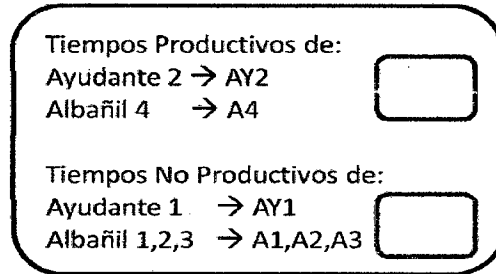 Tiempos Productivos de:
Ayudante 2 → AY2
Albañil 4 → A4
Tiempos No Productivos de:
Ayudante 1 → AY1
Albañil 1,2,3 → A1,A2,A3